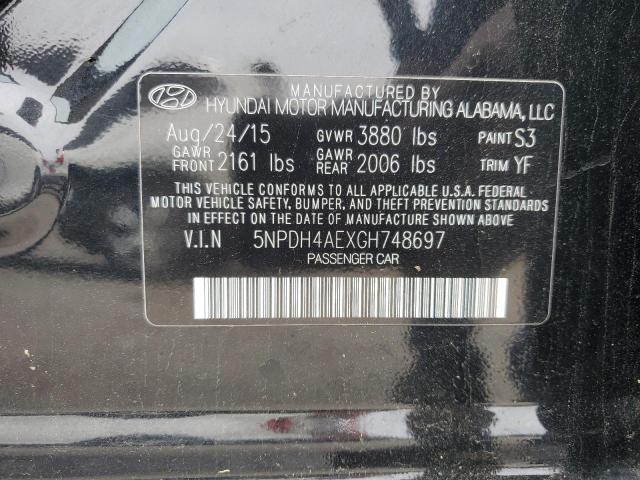 MANUFACTURED BY
HYUNDAI MOTOR MANUFACTURING ALABAMA, LLC
Aug/24/15 GVWR 3880 lbs PAINT S3
GAWR FRONT 2161 lbs GAWR REAR 2006 lbs TRIM YF
THIS VEHICLE CONFORMS TO ALL APPLICABLE U.S.A. FEDERAL
MOTOR VEHICLE SAFETY, BUMPER, AND THEFT PREVENTION STANDARDS
IN EFFECT ON THE DATE OF MANUFACTURE SHOWN ABOVE.
V.I.N 5NPDH4AEXGH748697
PASSENGER CAR